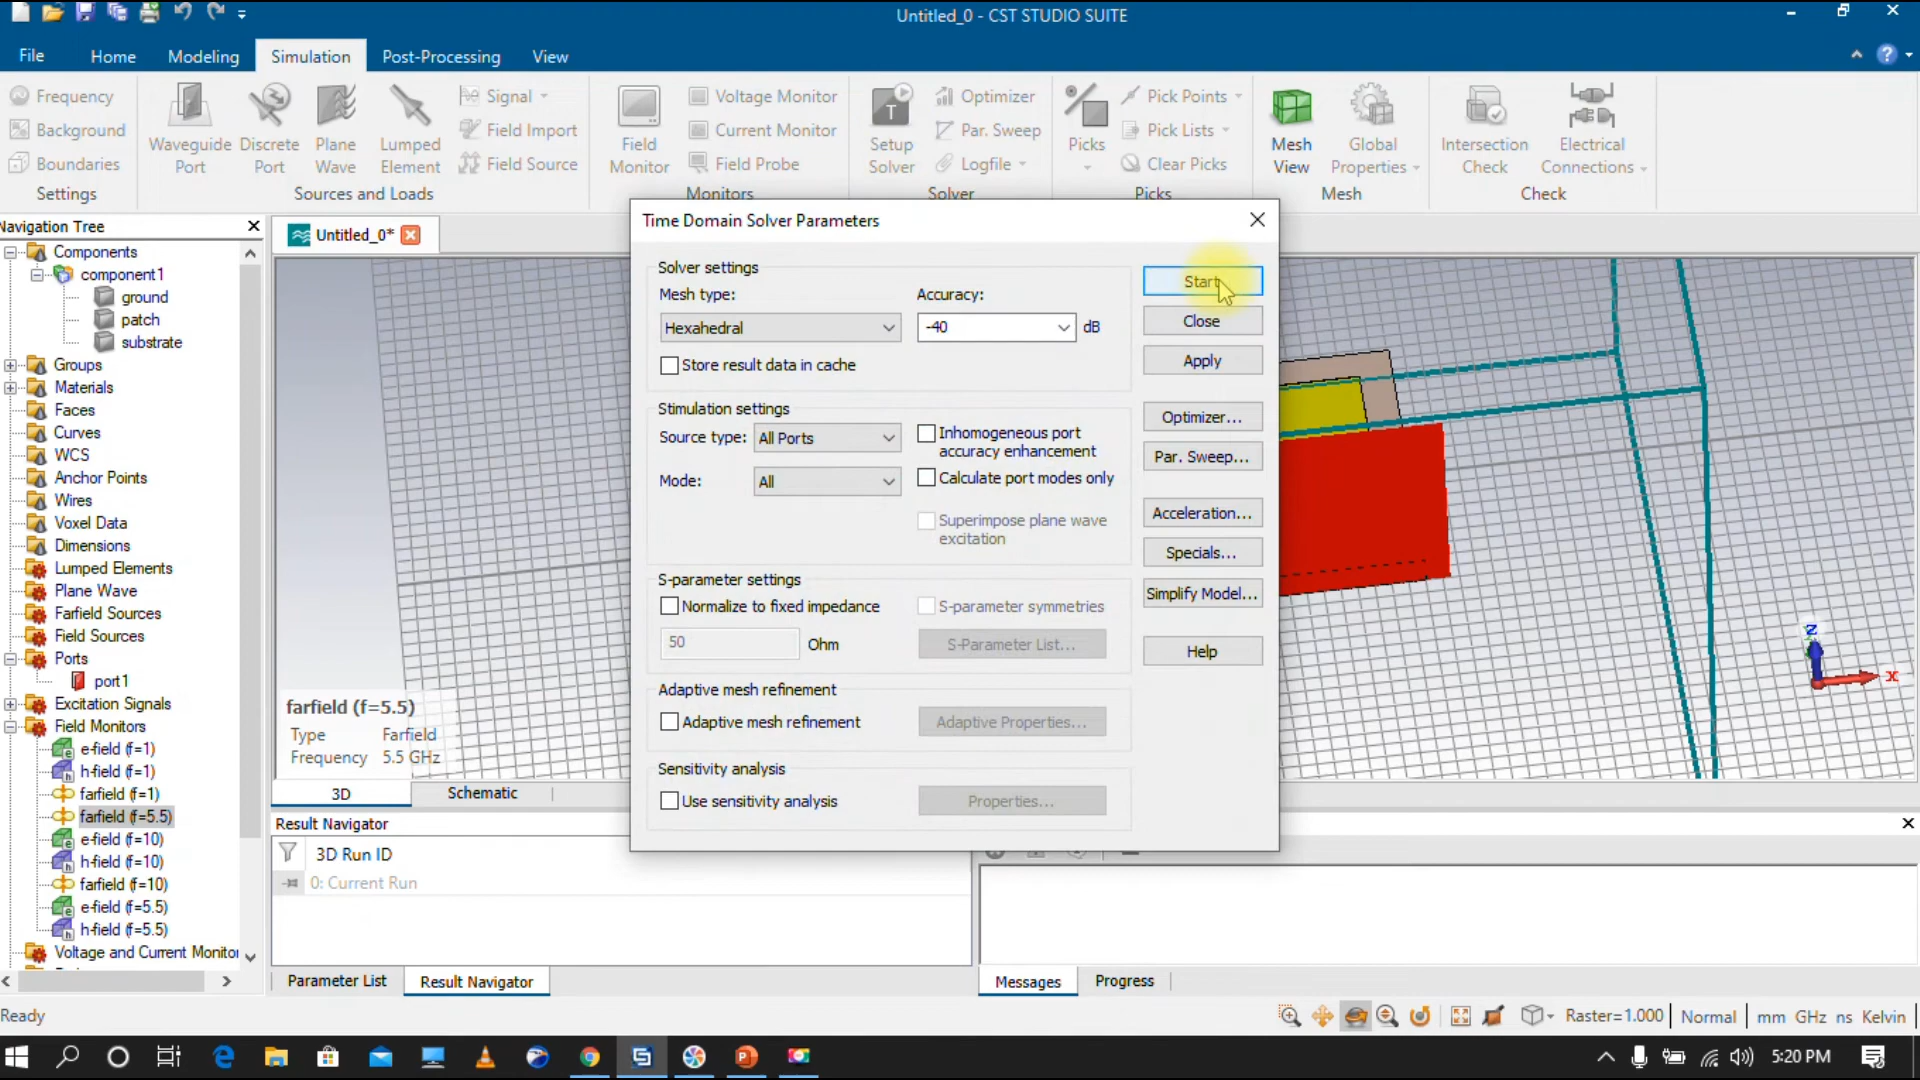 Untitled_0 - CST STUDIO SUITE
File Home Modeling Simulation Post-Processing View
Frequency
Background
Boundaries
Settings
Waveguide Port
Discrete Port
Plane Wave
Lumped Element
Signal
Field Import
Field Source
Sources and Loads
Field Monitor
Voltage Monitor
Current Monitor
Field Probe
Monitors
Setup Solver
Optimizer
Par. Sweep
Logfile
Solver
Picks
Pick Points
Pick Lists
Clear Picks
Picks
Mesh View
Global Properties
Mesh
Intersection Check
Electrical Connections
Check
Navigation Tree
Components
component1
ground
patch
substrate
Groups
Materials
Faces
Curves
WCS
Anchor Points
Wires
Voxel Data
Dimensions
Lumped Elements
Plane Wave
Farfield Sources
Field Sources
Ports
port1
Excitation Signals
Field Monitors
e-field (f=1)
h-field (f=1)
farfield (f=1)
farfield (f=5.5)
e-field (f=10)
h-field (f=10)
farfield (f=10)
e-field (f=5.5)
h-field (f=5.5)
Voltage and Current Monitor
Untitled_0*
farfield (f=5.5)
Type Farfield
Frequency 5.5 GHz
3D Schematic
Time Domain Solver Parameters
Solver settings
Mesh type: Accuracy:
Hexahedral -40 dB
Store result data in cache
Stimulation settings
Source type: All Ports
Mode: All
Inhomogeneous port
accuracy enhancement
Calculate port modes only
Superimpose plane wave
excitation
S-parameter settings
Normalize to fixed impedance
S-parameter symmetries
50 Ohm
S-Parameter List...
Adaptive mesh refinement
Adaptive mesh refinement
Adaptive Properties...
Sensitivity analysis
Use sensitivity analysis
Properties...
Start
Close
Apply
Optimizer...
Par. Sweep...
Acceleration...
Specials...
Simplify Model...
Help
Z
X
Result Navigator
3D Run ID
0: Current Run
Parameter List Result Navigator
Messages Progress
Ready
Raster=1.000 Normal mm GHz ns Kelvin
5:20 PM